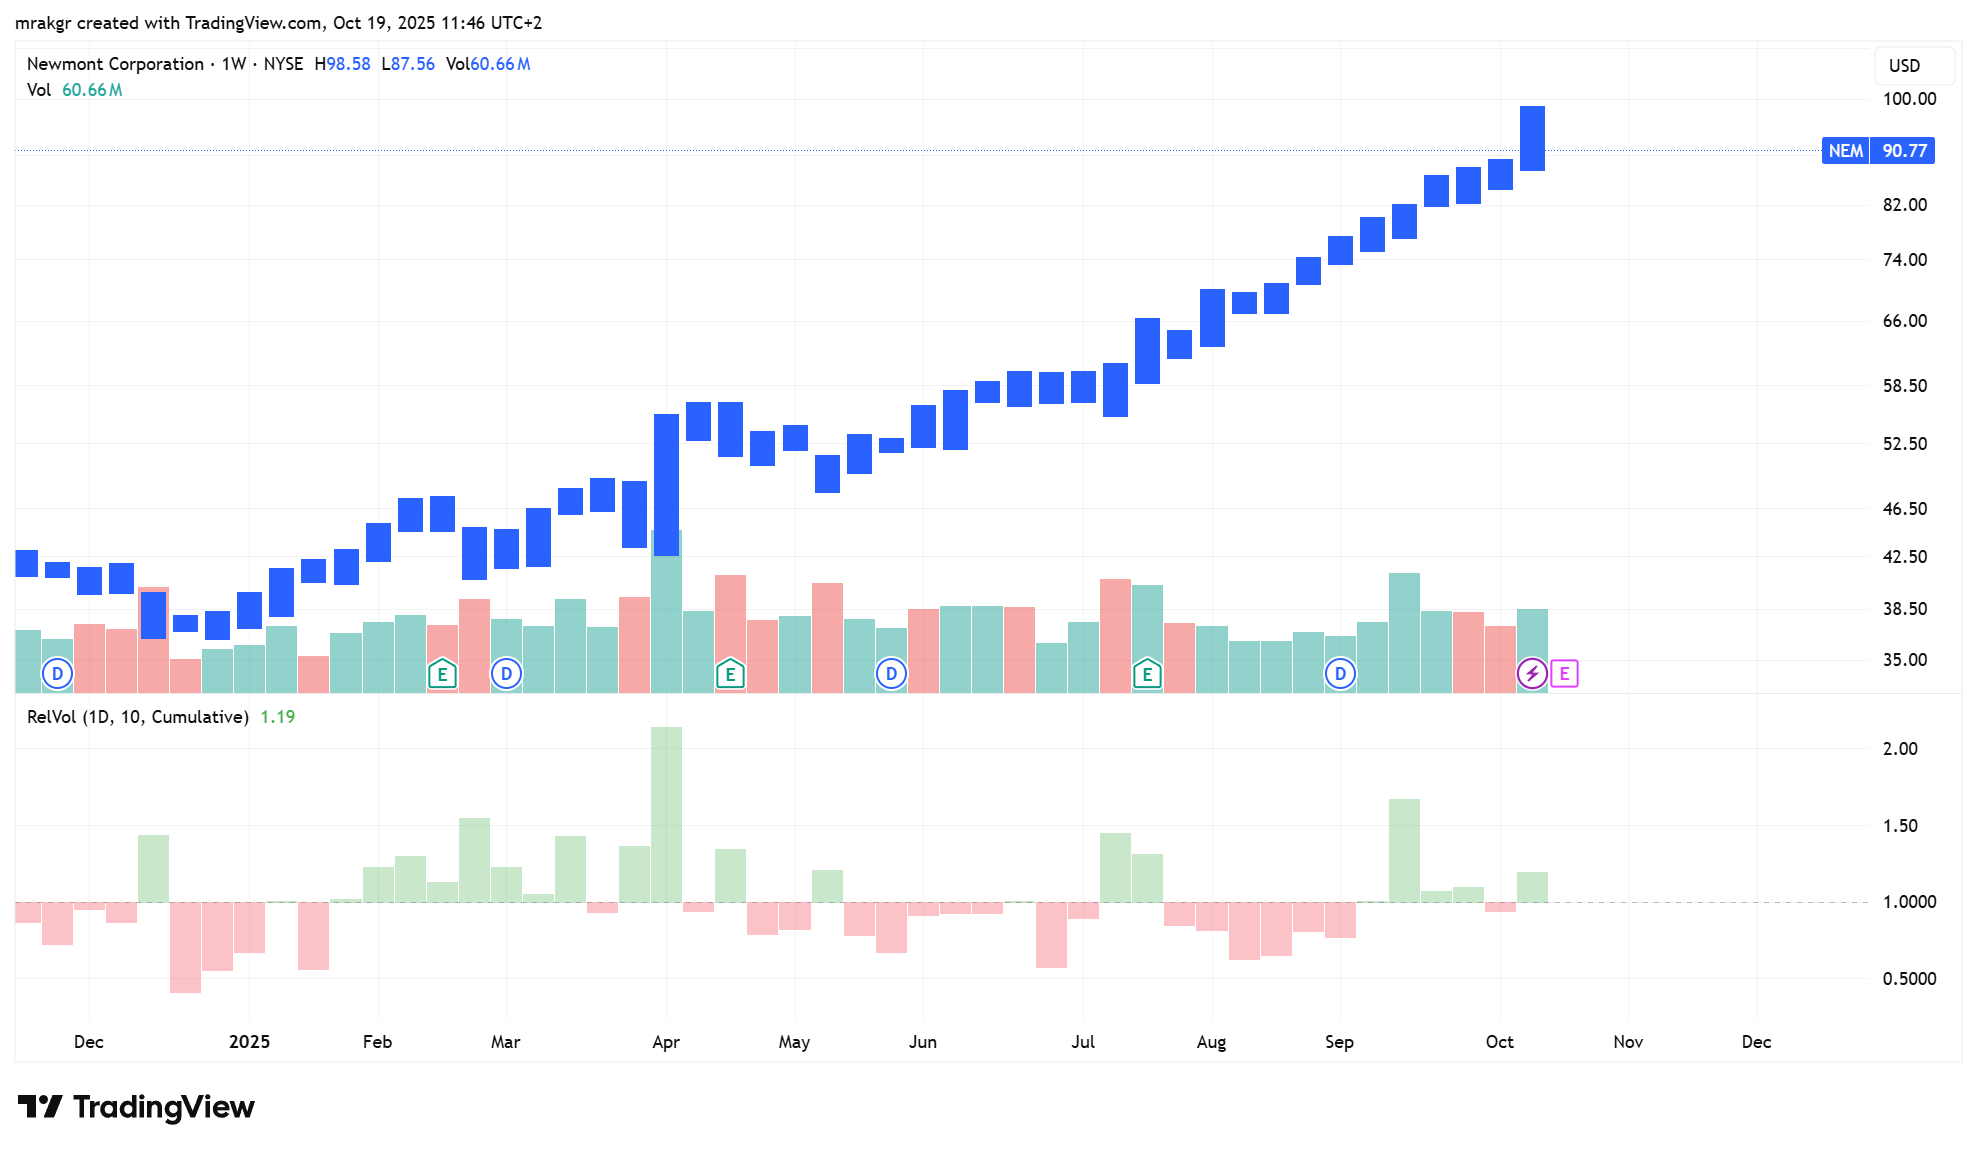 mrakgr created with TradingView.com, Oct 19, 2025 11:46 UTC+2
Newmont Corporation · 1W · NYSE H98.58 L87.56 Vol60.66M
Vol 60.66M
USD
100.00
NEM 90.77
82.00
74.00
66.00
58.50
52.50
46.50
42.50
38.50
35.00
D E D E D E D E
RelVol (1D, 10, Cumulative) 1.19
2.00
1.50
1.0000
0.5000
Dec 2025 Feb Mar Apr May Jun Jul Aug Sep Oct Nov Dec
TradingView